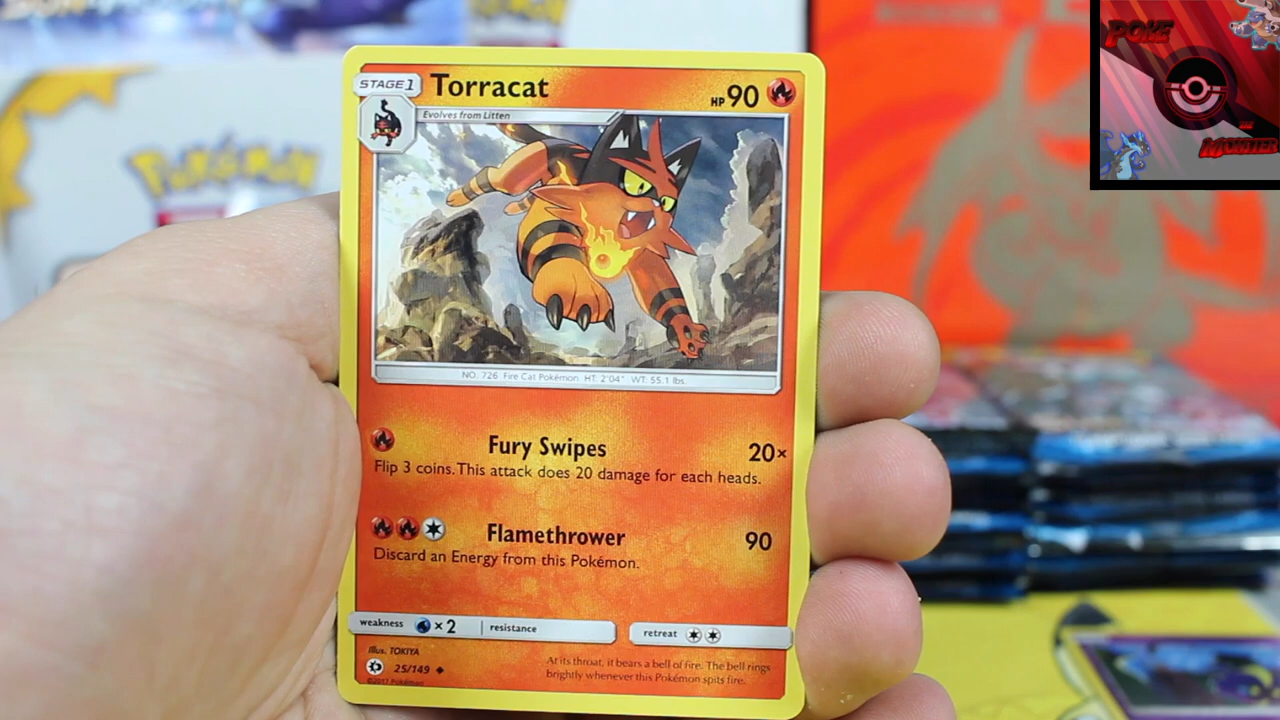 POKE
MONSTER
Pokémon
STAGE 1
Torracat
HP 90
Evolves from Litten
NO. 726 Fire Cat Pokémon HT: 2'04" WT: 55.1 lbs.
Fury Swipes 20×
Flip 3 coins. This attack does 20 damage for each heads.
Flamethrower 90
Discard an Energy from this Pokémon.
weakness ×2 resistance retreat
Illus. TOKIYA
25/149
©2017 Pokémon
At its throat, it bears a bell of fire. The bell rings
brightly whenever this Pokémon spits fire.